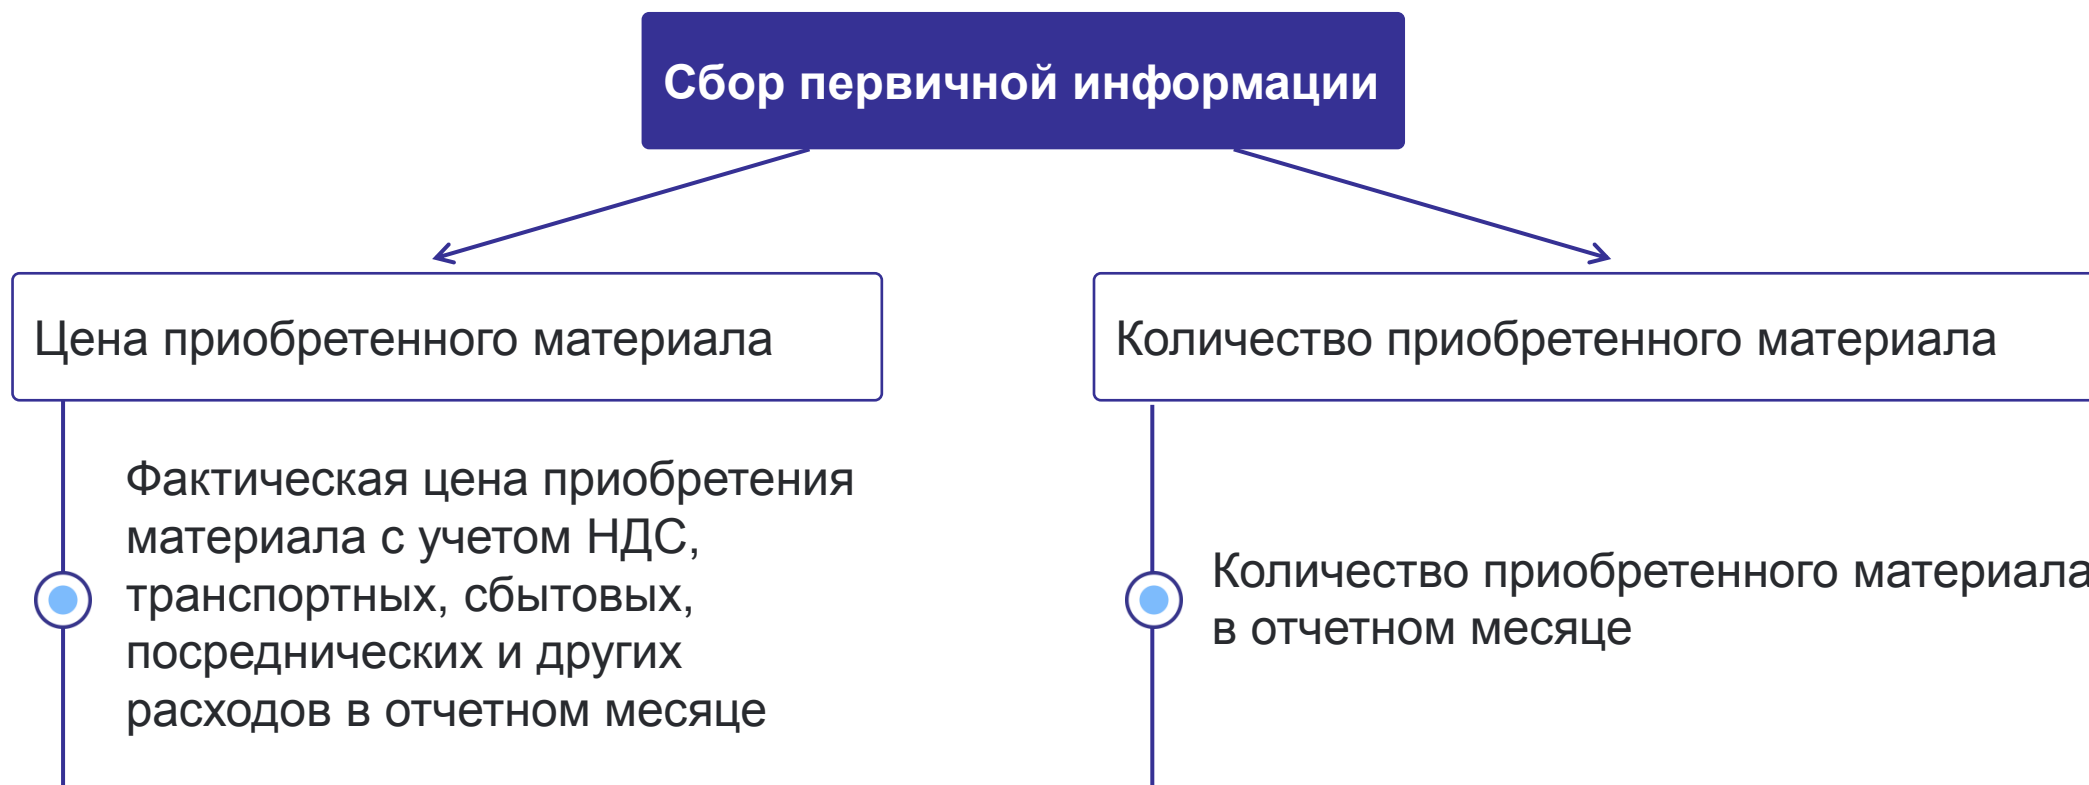 Сбор первичной информации
Цена приобретенного материала
Фактическая цена приобретения
материала с учетом НДС,
транспортных, сбытовых,
посреднических и других
расходов в отчетном месяце
Количество приобретенного материала
Количество приобретенного материала
в отчетном месяце